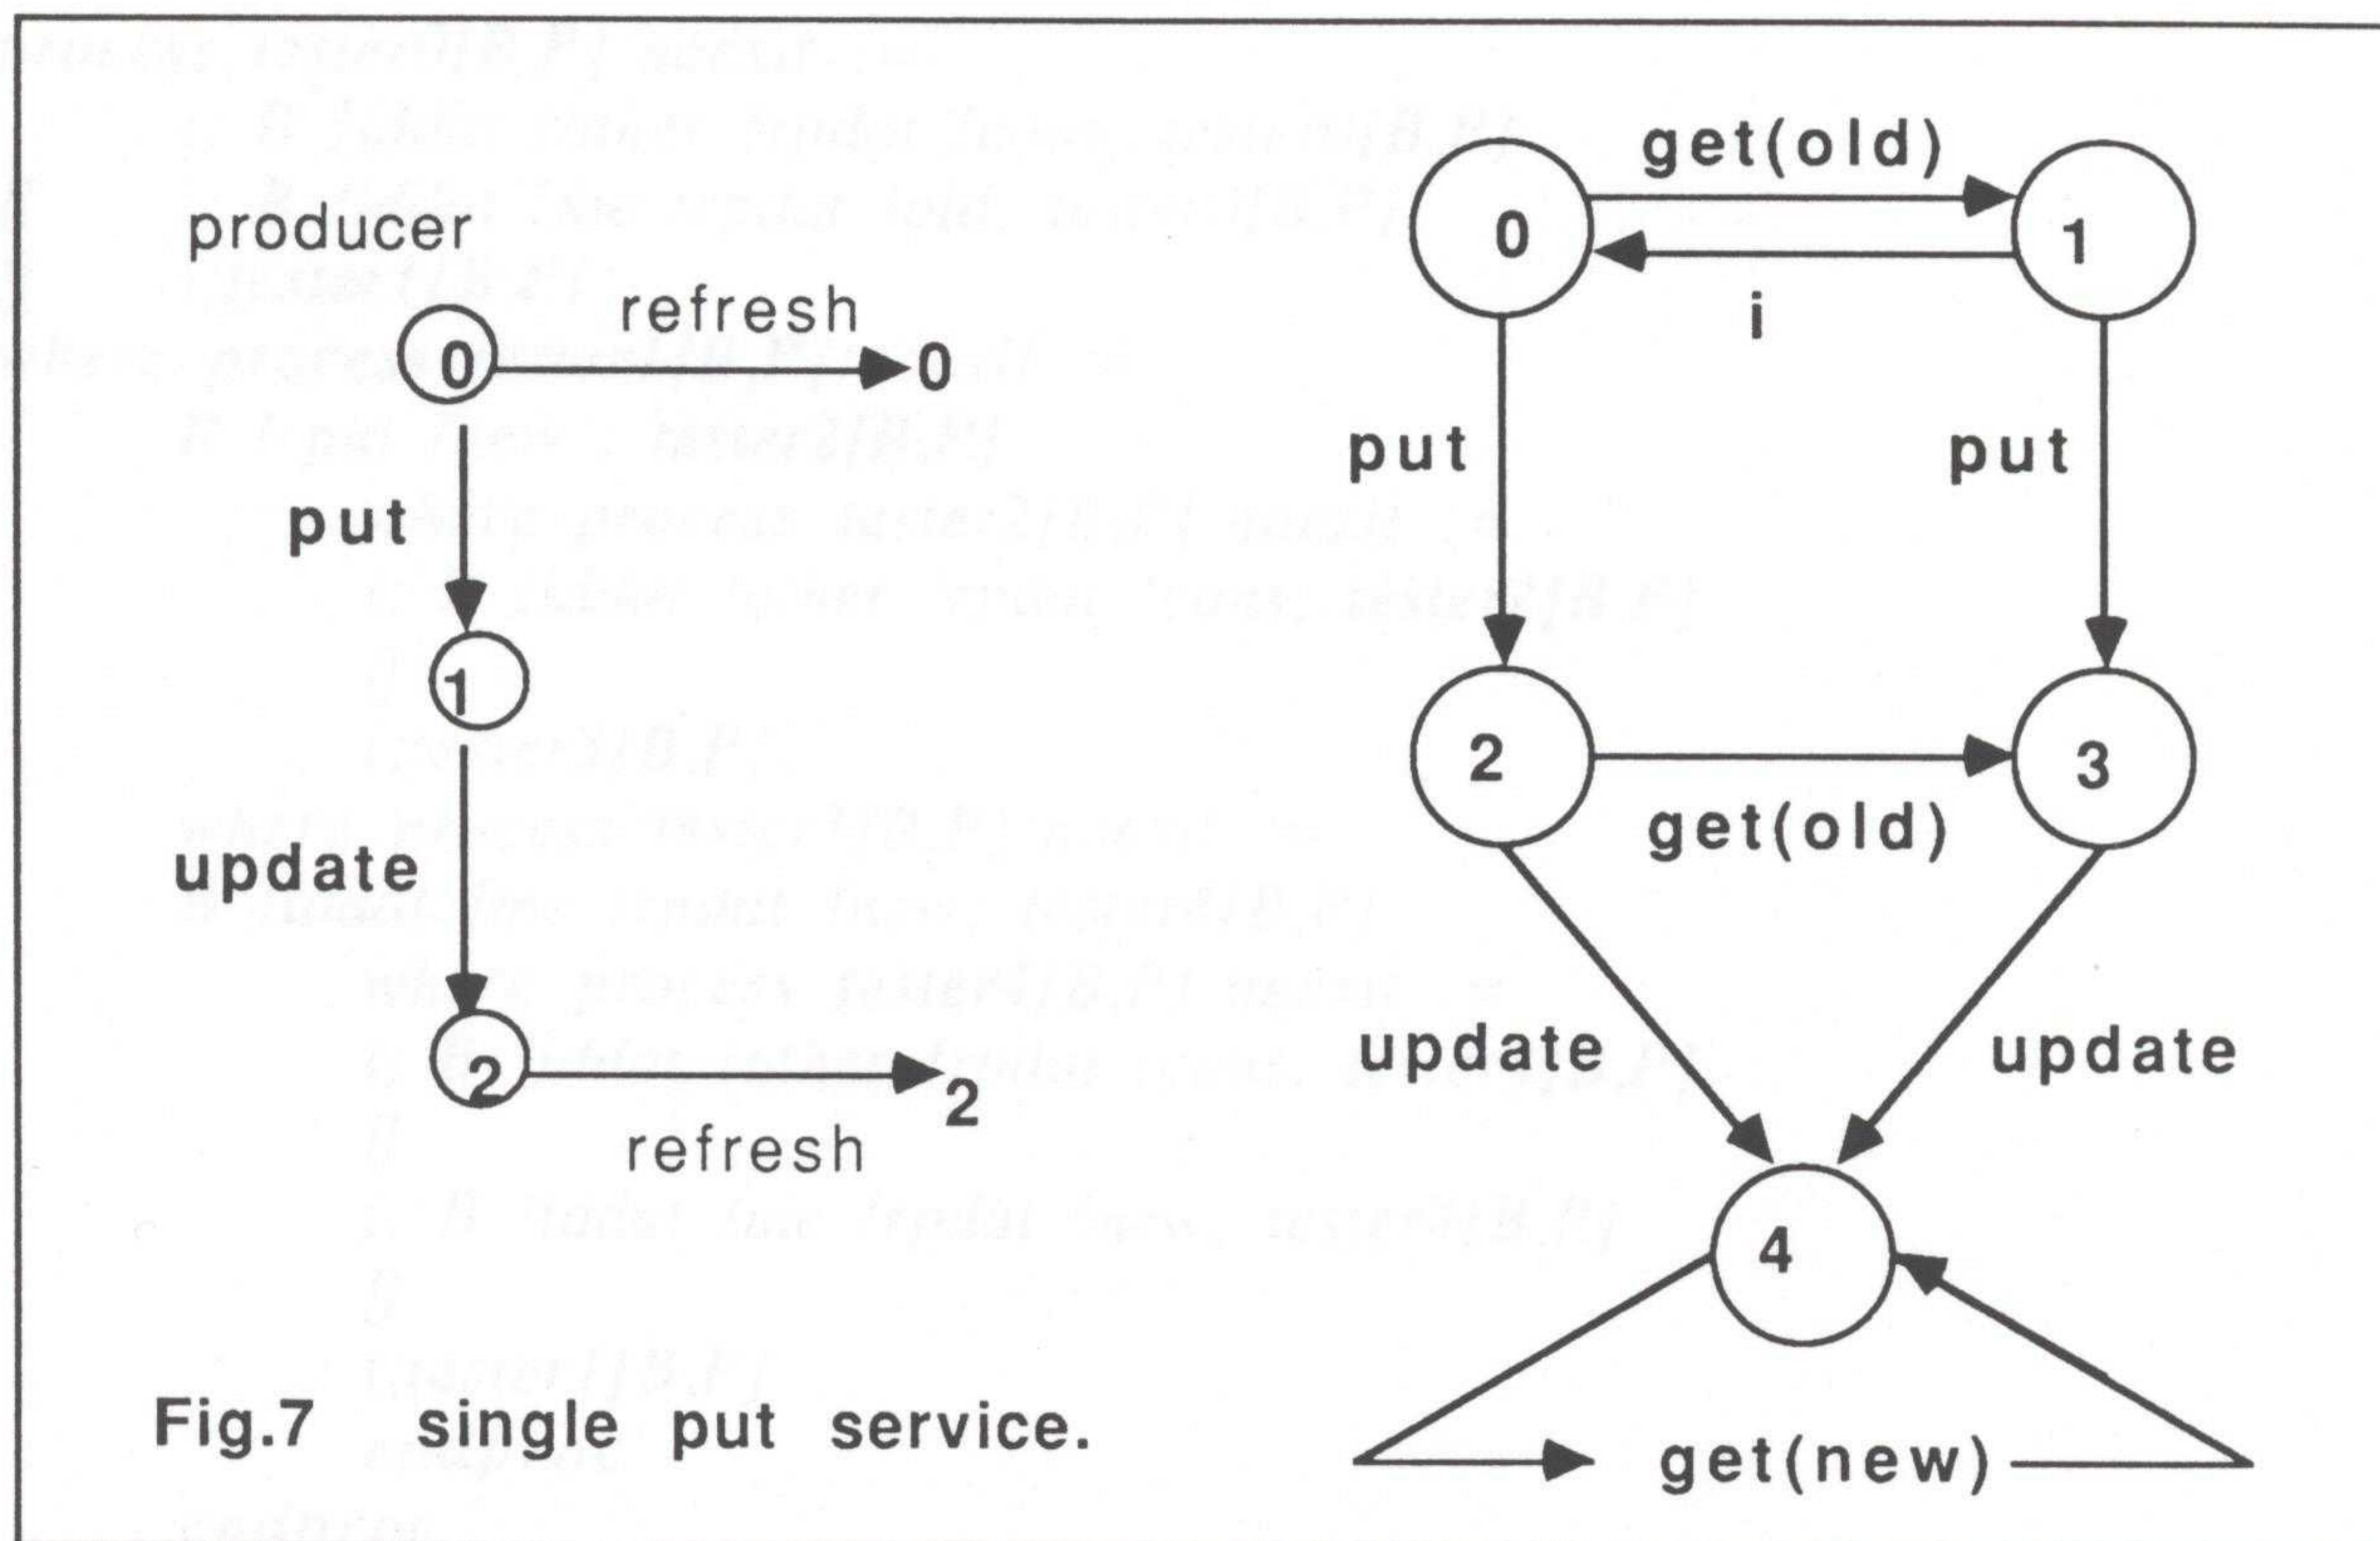 producer
refresh
0
0
put
1
update
2
2
refresh
Fig.7 single put service.
get(old)
0
1
i
put
put
2
3
get(old)
update
update
4
get(new)